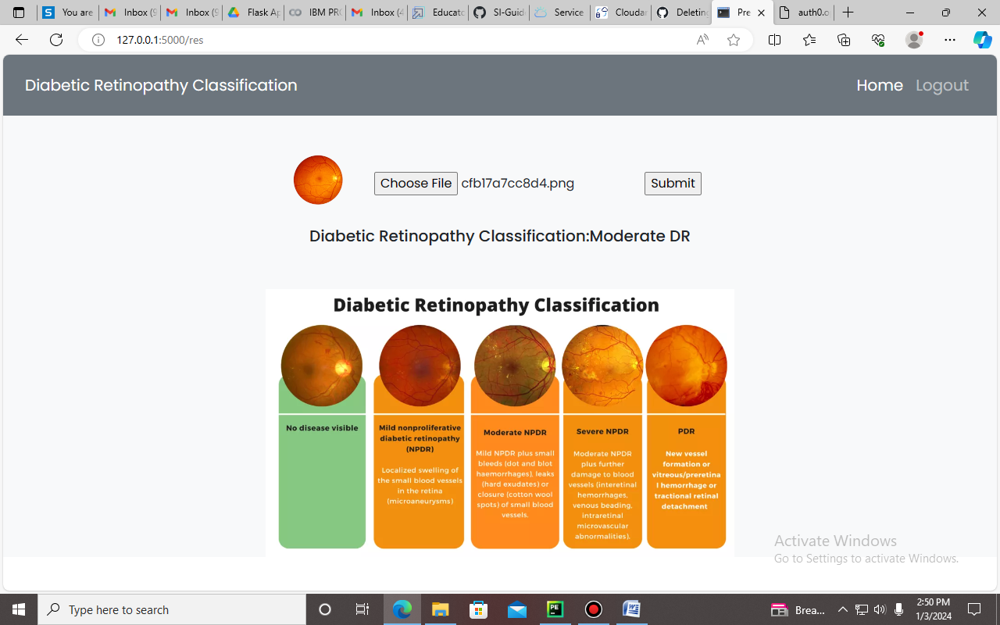 You are
Inbox (9
Inbox (9
Flask Ap
IBM PRO
Inbox (4
Educato
SI-Guid
Service
Cloudan
Deleting
Pre
auth0.o
127.0.0.1:5000/res
Diabetic Retinopathy Classification
Home
Logout
Choose File
cfb17a7cc8d4.png
Submit
Diabetic Retinopathy Classification:Moderate DR
Diabetic Retinopathy Classification
No disease visible
Mild nonproliferative
diabetic retinopathy
(NPDR)
Localized swelling of
the small blood vessels
in the retina
(microaneurysms)
Moderate NPDR
Mild NPDR plus small
bleeds (dot and blot
haemorrhages), leaks
(hard exudates) or
closure (cotton wool
spots) of small blood
vessels.
Severe NPDR
Moderate NPDR
plus further
damage to blood
vessels (interetinal
hemorrhages,
venous beading,
intraretinal
microvascular
abnormalities).
PDR
New vessel
formation or
vitreous/preretina
l hemorrhage or
tractional retinal
detachment
Activate Windows
Go to Settings to activate Windows.
Type here to search
Brea...
2:50 PM
1/3/2024